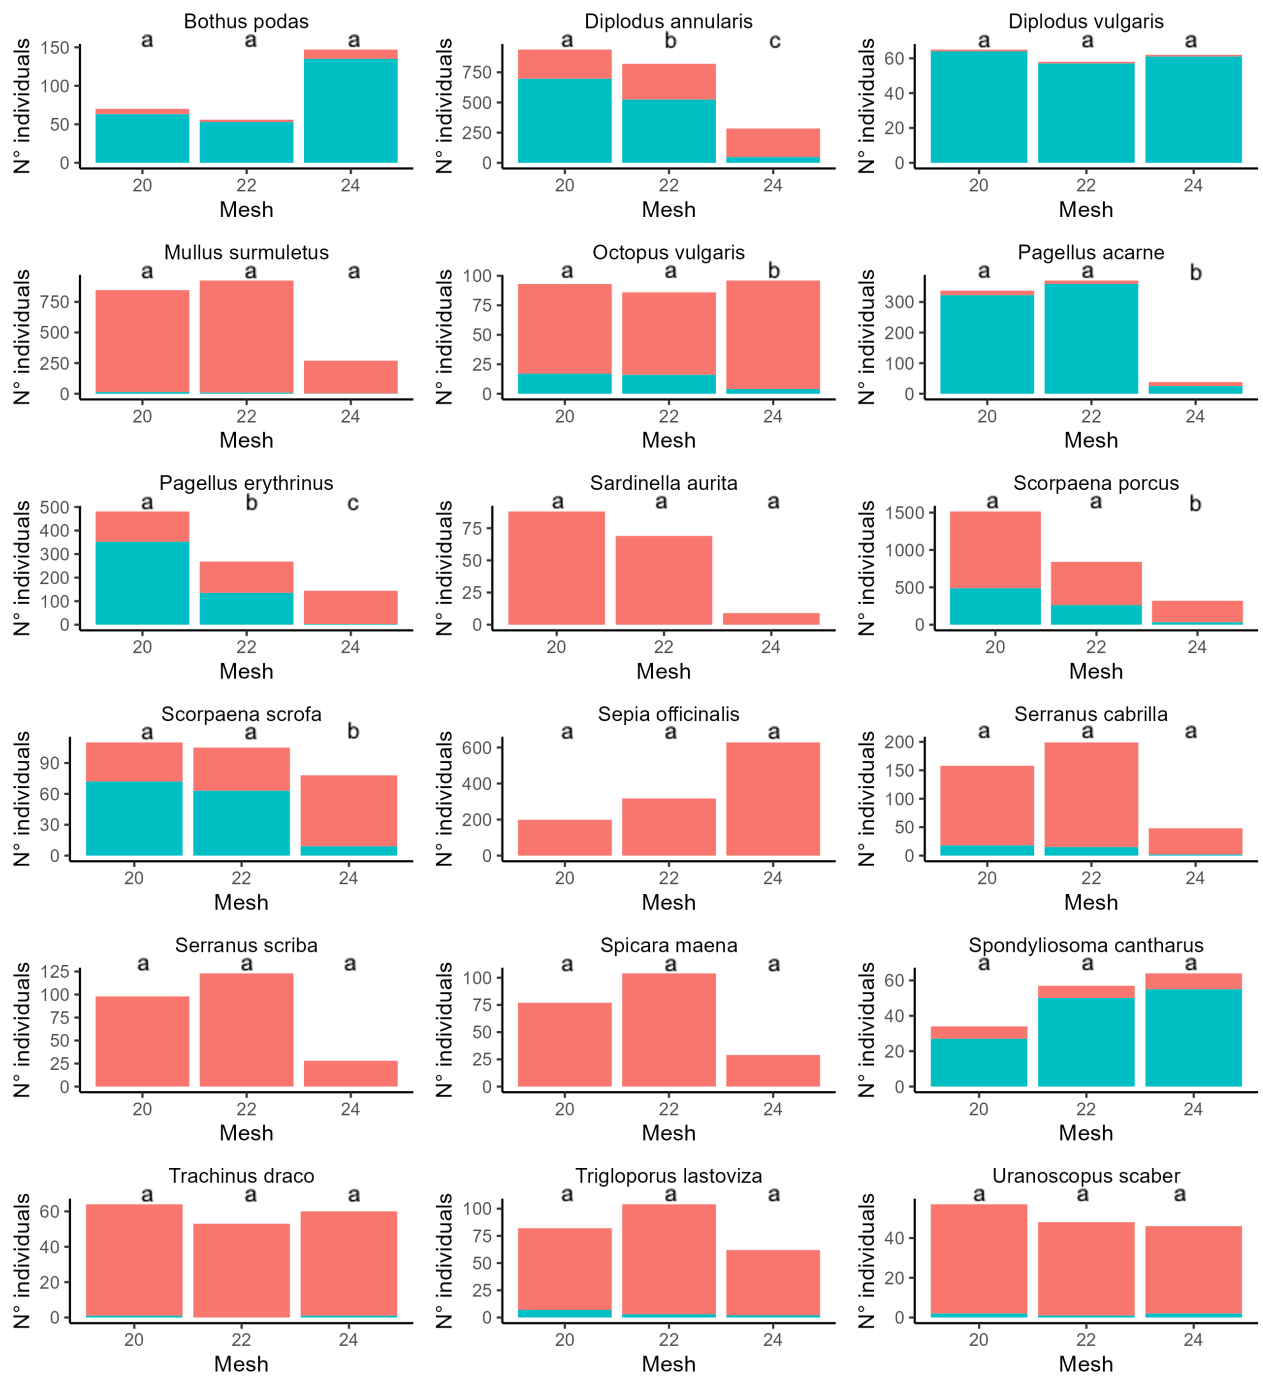 Bothus podas
a a a
N° individuals
150
100
50
0
20 22 24
Mesh
Diplodus annularis
a b c
N° individuals
750
500
250
0
20 22 24
Mesh
Diplodus vulgaris
a a a
N° individuals
60
40
20
0
20 22 24
Mesh
Mullus surmuletus
a a a
N° individuals
750
500
250
0
20 22 24
Mesh
Octopus vulgaris
a a b
N° individuals
100
75
50
25
0
20 22 24
Mesh
Pagellus acarne
a a b
N° individuals
300
200
100
0
20 22 24
Mesh
Pagellus erythrinus
a b c
N° individuals
500
400
300
200
100
0
20 22 24
Mesh
Sardinella aurita
a a a
N° individuals
75
50
25
0
20 22 24
Mesh
Scorpaena porcus
a a b
N° individuals
1500
1000
500
0
20 22 24
Mesh
Scorpaena scrofa
a a b
N° individuals
90
60
30
0
20 22 24
Mesh
Sepia officinalis
a a a
N° individuals
600
400
200
0
20 22 24
Mesh
Serranus cabrilla
a a a
N° individuals
200
150
100
50
0
20 22 24
Mesh
Serranus scriba
a a a
N° individuals
125
100
75
50
25
0
20 22 24
Mesh
Spicara maena
a a a
N° individuals
100
75
50
25
0
20 22 24
Mesh
Spondyliosoma cantharus
a a a
N° individuals
60
40
20
0
20 22 24
Mesh
Trachinus draco
a a a
N° individuals
60
40
20
0
20 22 24
Mesh
Trigloporus lastoviza
a a a
N° individuals
100
75
50
25
0
20 22 24
Mesh
Uranoscopus scaber
a a a
N° individuals
40
20
0
20 22 24
Mesh